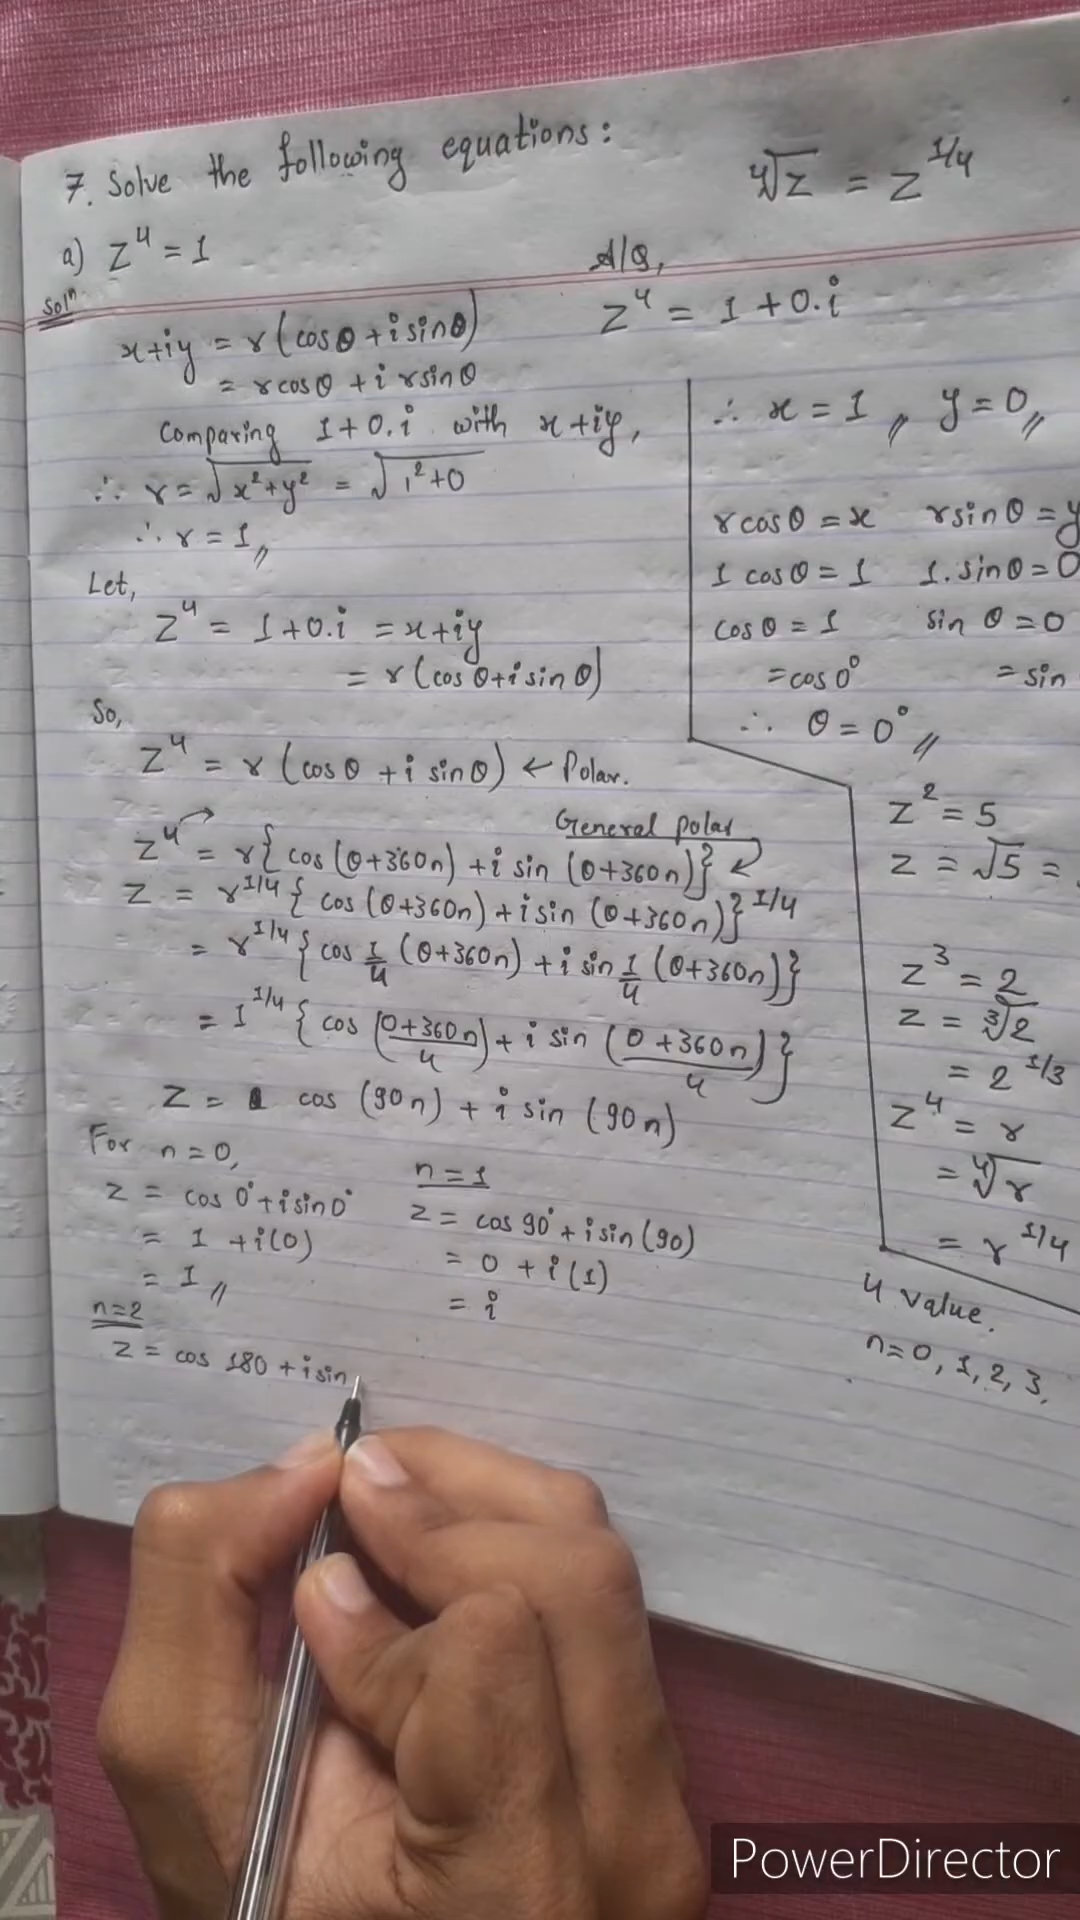 7. Solve the following equations:
∜z = z^1/4
a) z^4 = 1
Solⁿ
x+iy = r(cosθ + i sinθ)
= r cosθ + i r sinθ
Comparing 1+0.i with x+iy,
∴ r = √x²+y² = √1²+0
∴ r = 1,,
Let,
z^4 = 1+0.i = x+iy
= r(cosθ+i sinθ)
So,
z^4 = r (cosθ + i sinθ) ← Polar.
General polar
z^4 = r{cos(θ+360n) + i sin(θ+360n)}
z = r^1/4 {cos(θ+360n) + i sin(θ+360n)}^1/4
= r^1/4 {cos 1/4 (θ+360n) + i sin 1/4 (θ+360n)}
= 1^1/4 {cos (0+360n/4) + i sin (0+360n/4)}
z = cos (90n) + i sin (90n)
For n=0,
z = cos 0° + i sin 0°
= 1 + i(0)
= 1,,
n=1
z = cos 90° + i sin (90)
= 0 + i(1)
= i
n=2
z = cos 180 + i sin
A/Q,
z^4 = 1 + 0.i
∴ x = 1,, y = 0,,
r cosθ = x r sinθ = y
1 cosθ = 1 1. sinθ = 0
cosθ = 1 sin θ = 0
= cos 0° = sin
∴ θ = 0°,,
z² = 5
z = √5 =
z³ = 2
z = ∛2
= 2^1/3
z^4 = r
= ∜r
= r^1/4
4 value.
n=0, 1, 2, 3,
PowerDirector